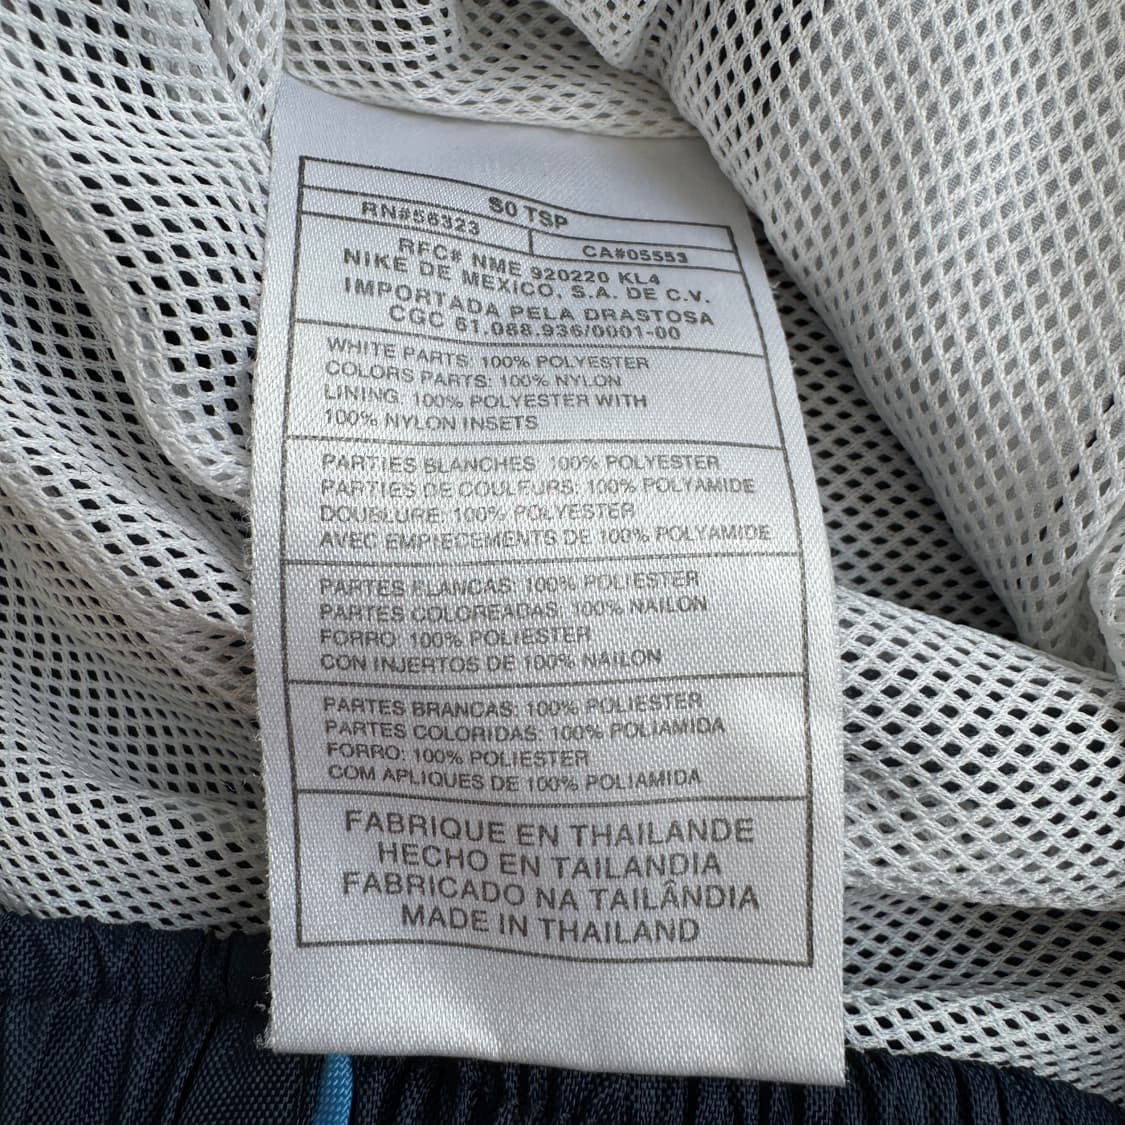 S0 TSP
RN#56323
CA#05553
RFC# NME 920220 KL4
NIKE DE MEXICO, S.A. DE C.V.
IMPORTADA PELA DRASTOSA
CGC 61.088.936/0001-00
WHITE PARTS: 100% POLYESTER
COLORS PARTS: 100% NYLON
LINING: 100% POLYESTER WITH
100% NYLON INSETS
PARTIES BLANCHES: 100% POLYESTER
PARTIES DE COULEURS: 100% POLYAMIDE
DOUBLURE: 100% POLYESTER
AVEC EMPIECEMENTS DE 100% POLYAMIDE
PARTES BLANCAS: 100% POLIESTER
PARTES COLOREADAS: 100% NAILON
FORRO: 100% POLIESTER
CON INJERTOS DE 100% NAILON
PARTES BRANCAS: 100% POLIESTER
PARTES COLORIDAS: 100% POLIAMIDA
FORRO: 100% POLIESTER
COM APLIQUES DE 100% POLIAMIDA
FABRIQUE EN THAILANDE
HECHO EN TAILANDIA
FABRICADO NA TAILÂNDIA
MADE IN THAILAND